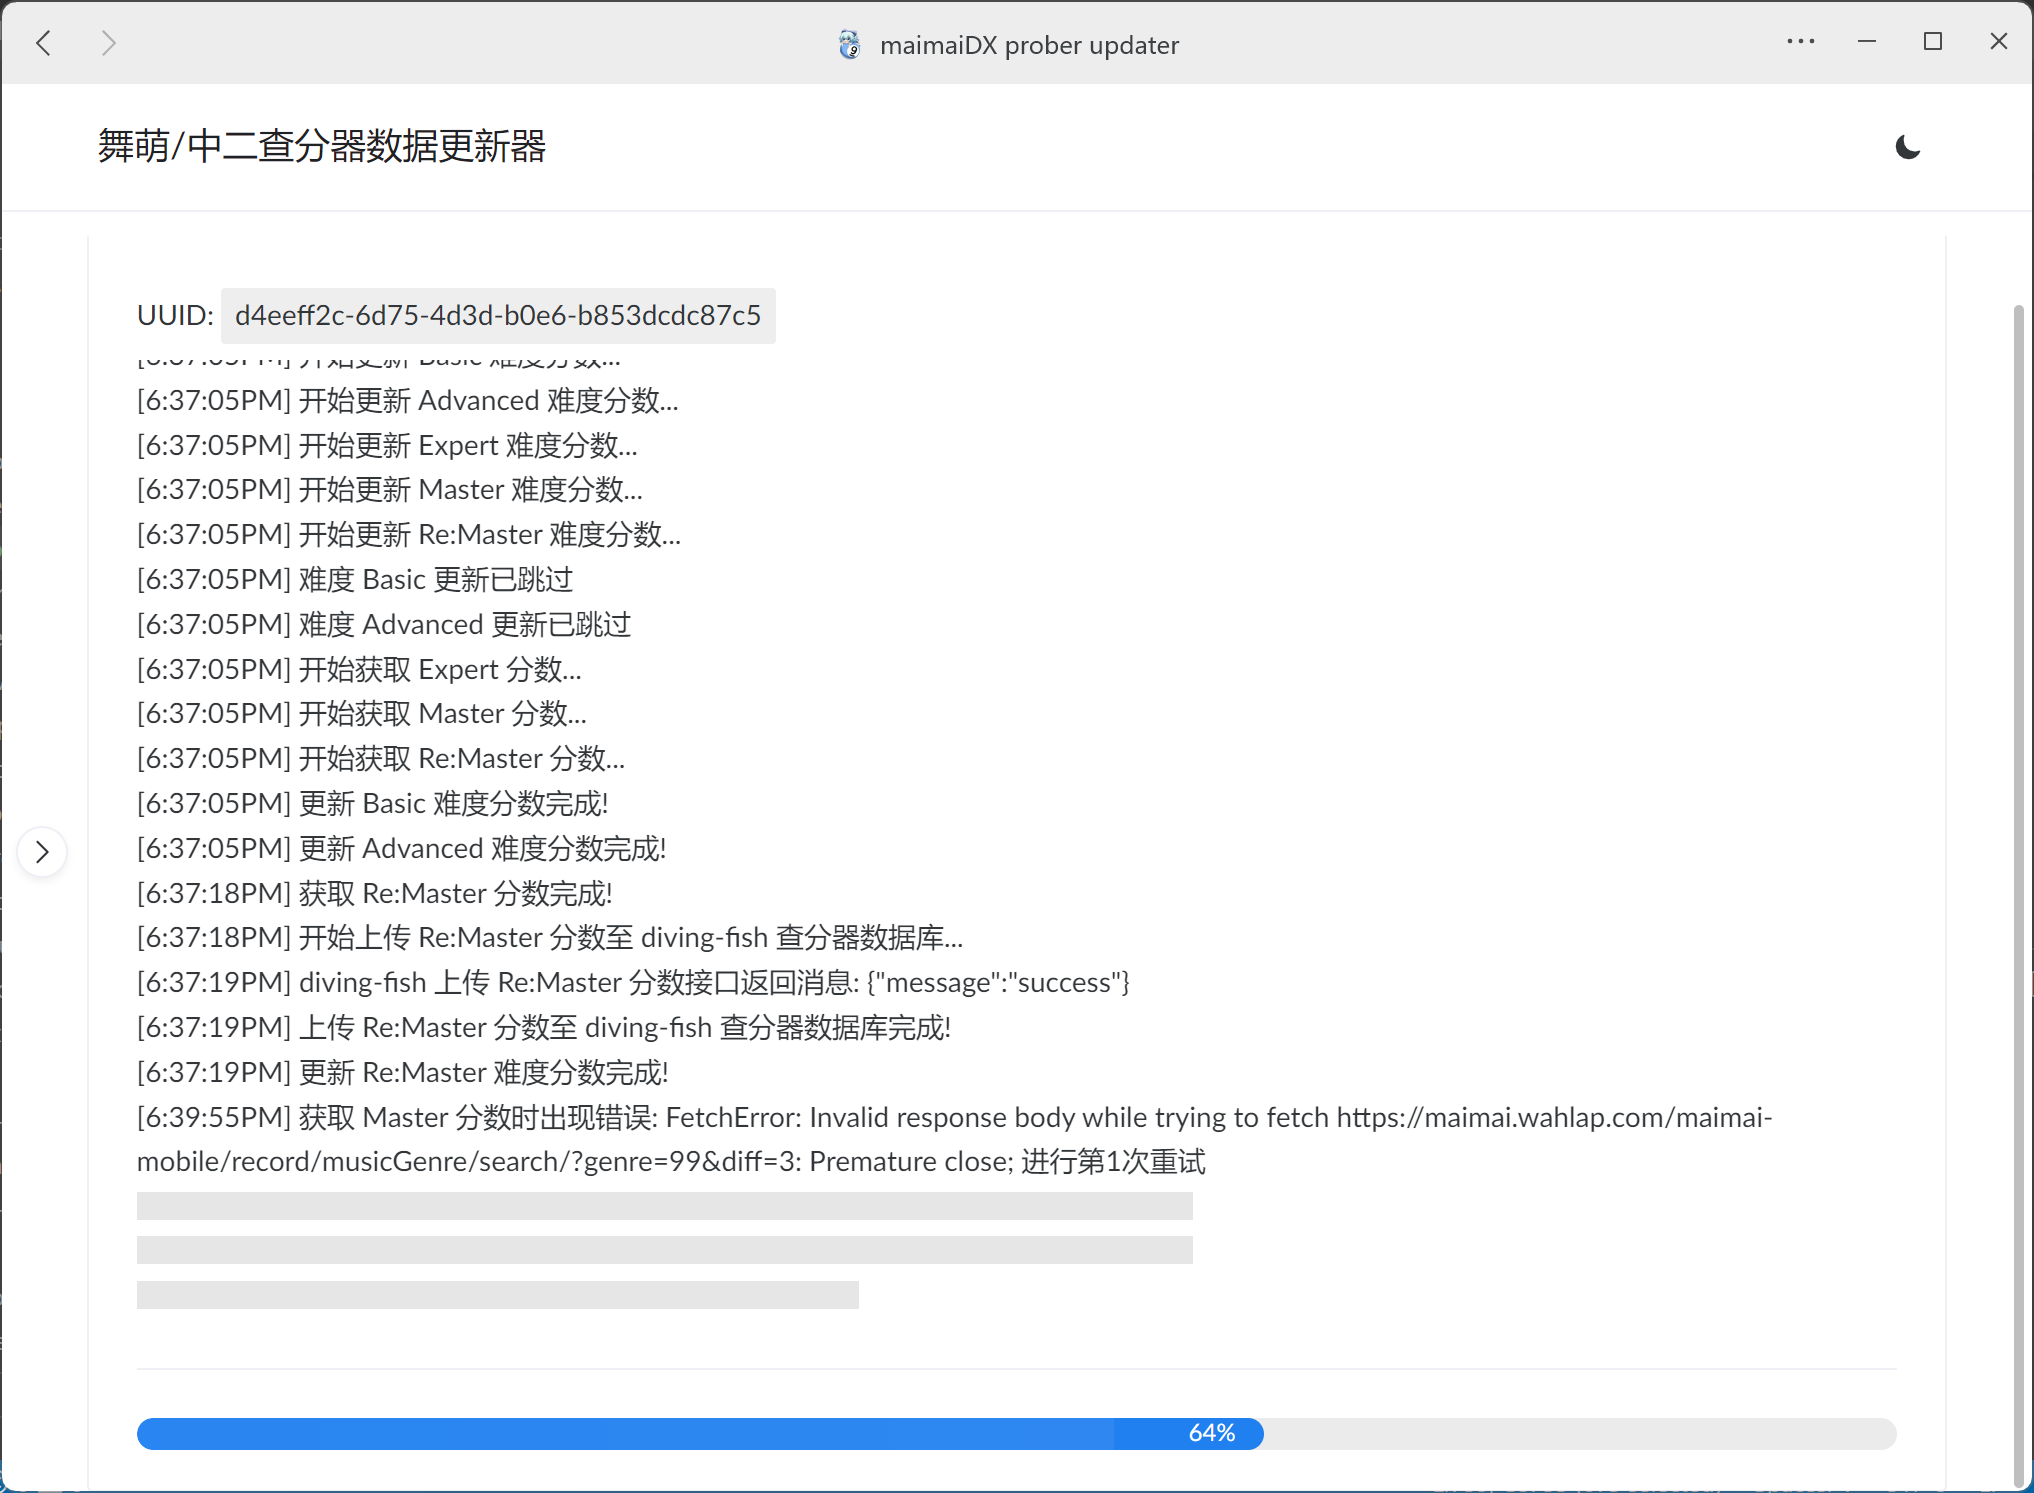 maimaiDX prober updater
舞萌/中二查分器数据更新器
UUID: d4eeff2c-6d75-4d3d-b0e6-b853dcdc87c5
[6:37:05PM] 开始更新 Basic 难度分数...
[6:37:05PM] 开始更新 Advanced 难度分数...
[6:37:05PM] 开始更新 Expert 难度分数...
[6:37:05PM] 开始更新 Master 难度分数...
[6:37:05PM] 开始更新 Re:Master 难度分数...
[6:37:05PM] 难度 Basic 更新已跳过
[6:37:05PM] 难度 Advanced 更新已跳过
[6:37:05PM] 开始获取 Expert 分数...
[6:37:05PM] 开始获取 Master 分数...
[6:37:05PM] 开始获取 Re:Master 分数...
[6:37:05PM] 更新 Basic 难度分数完成!
[6:37:05PM] 更新 Advanced 难度分数完成!
[6:37:18PM] 获取 Re:Master 分数完成!
[6:37:18PM] 开始上传 Re:Master 分数至 diving-fish 查分器数据库...
[6:37:19PM] diving-fish 上传 Re:Master 分数接口返回消息: {"message":"success"}
[6:37:19PM] 上传 Re:Master 分数至 diving-fish 查分器数据库完成!
[6:37:19PM] 更新 Re:Master 难度分数完成!
[6:39:55PM] 获取 Master 分数时出现错误: FetchError: Invalid response body while trying to fetch https://maimai.wahlap.com/maimai-
mobile/record/musicGenre/search/?genre=99&diff=3: Premature close; 进行第1次重试
64%